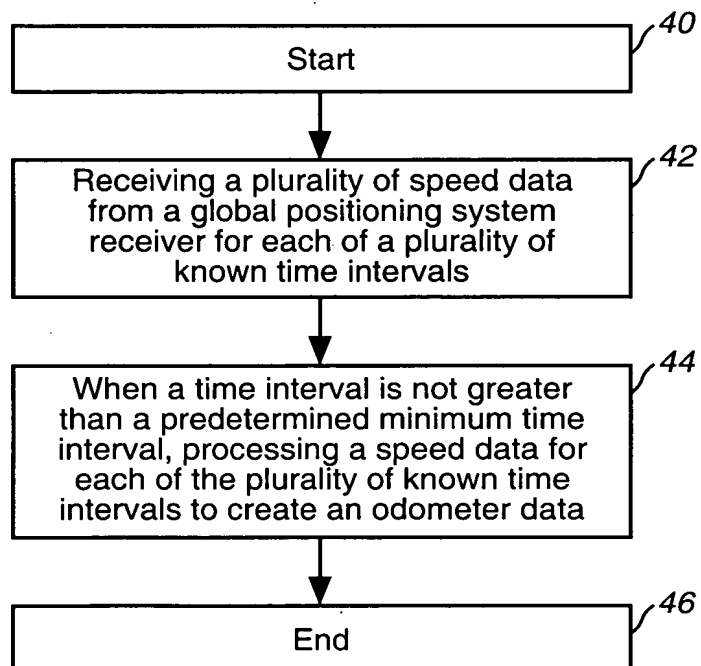 40
Start
42
Receiving a plurality of speed data
from a global positioning system
receiver for each of a plurality of
known time intervals
44
When a time interval is not greater
than a predetermined minimum time
interval, processing a speed data for
each of the plurality of known time
intervals to create an odometer data
46
End